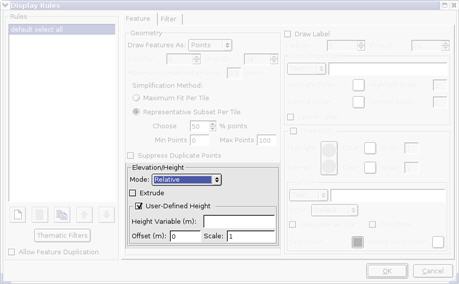 Display Rules
Rules
Feature
Filter
default select all
Geometry
Draw Features As: Points
Simplification Method:
Maximum Fit Per Tile
Representative Subset Per Tile
Choose 50 % points
Min Points 0 Max Points 100
Suppress Duplicate Points
Elevation/Height
Mode: Relative
Extrude
User-Defined Height
Height Variable (m):
Offset (m): 0 Scale: 1
Thematic Filters
Allow Feature Duplication
Draw Label
OK
Cancel